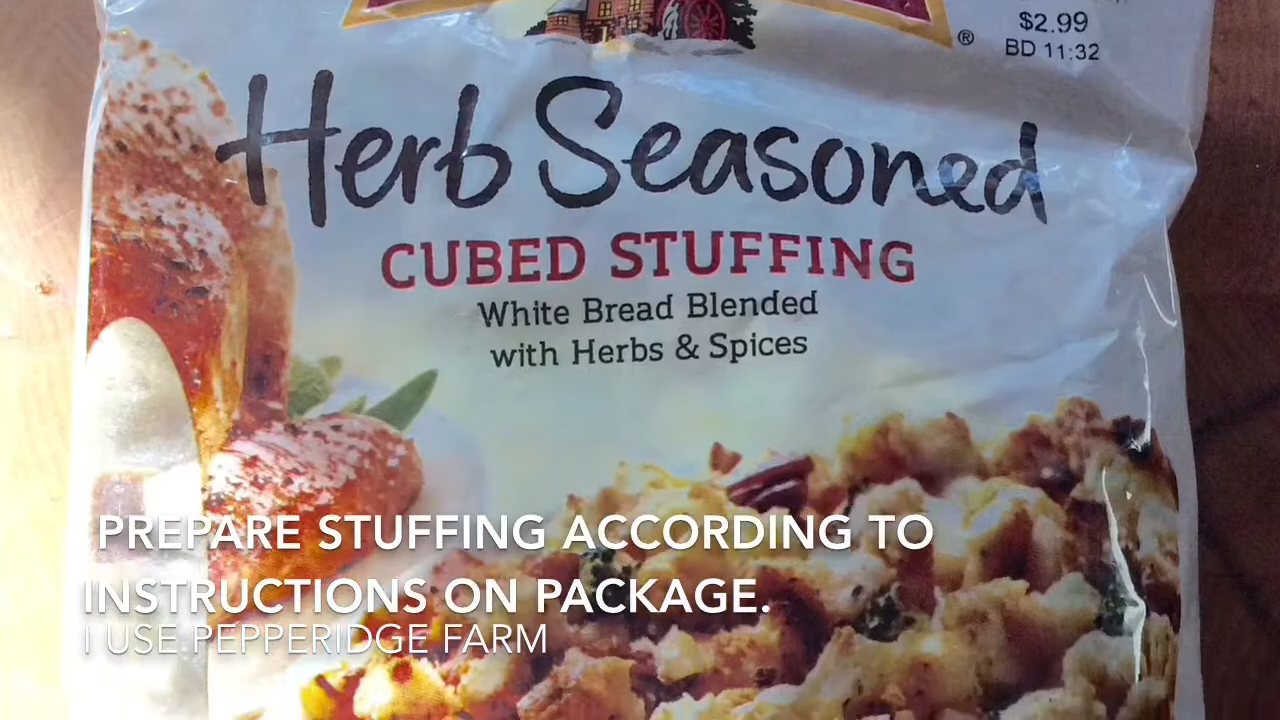 $2.99
BD 11:32
®
Herb Seasoned
CUBED STUFFING
White Bread Blended
with Herbs & Spices
PREPARE STUFFING ACCORDING TO
INSTRUCTIONS ON PACKAGE.
I USE PEPPERIDGE FARM